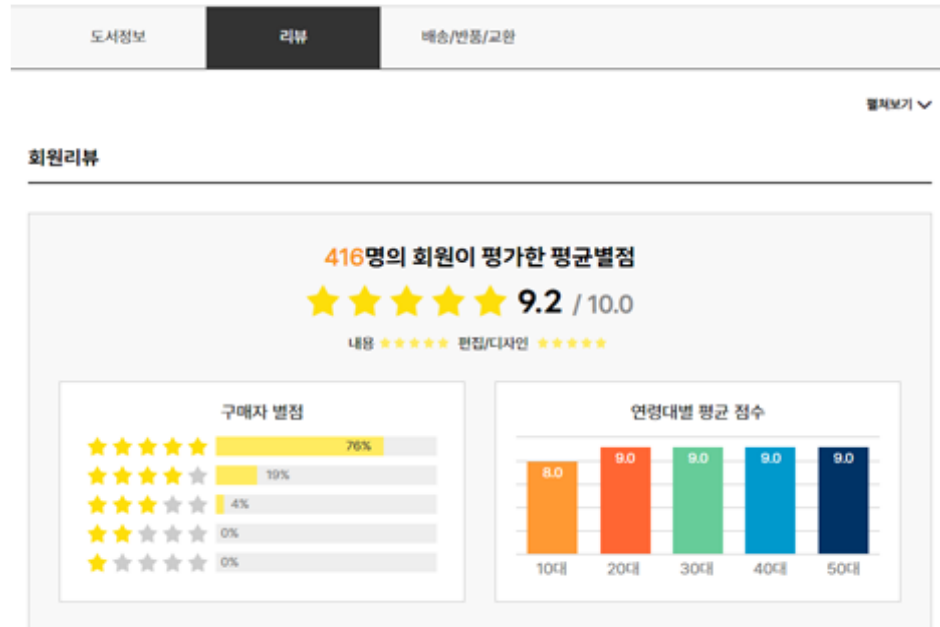 도서정보 리뷰 배송/반품/교환
펼쳐보기
회원리뷰
416명의 회원이 평가한 평균별점
9.2 / 10.0
내용 편집/디자인
구매자 별점
76%
19%
4%
0%
0%
연령대별 평균 점수
8.0 9.0 9.0 9.0 9.0
10대 20대 30대 40대 50대